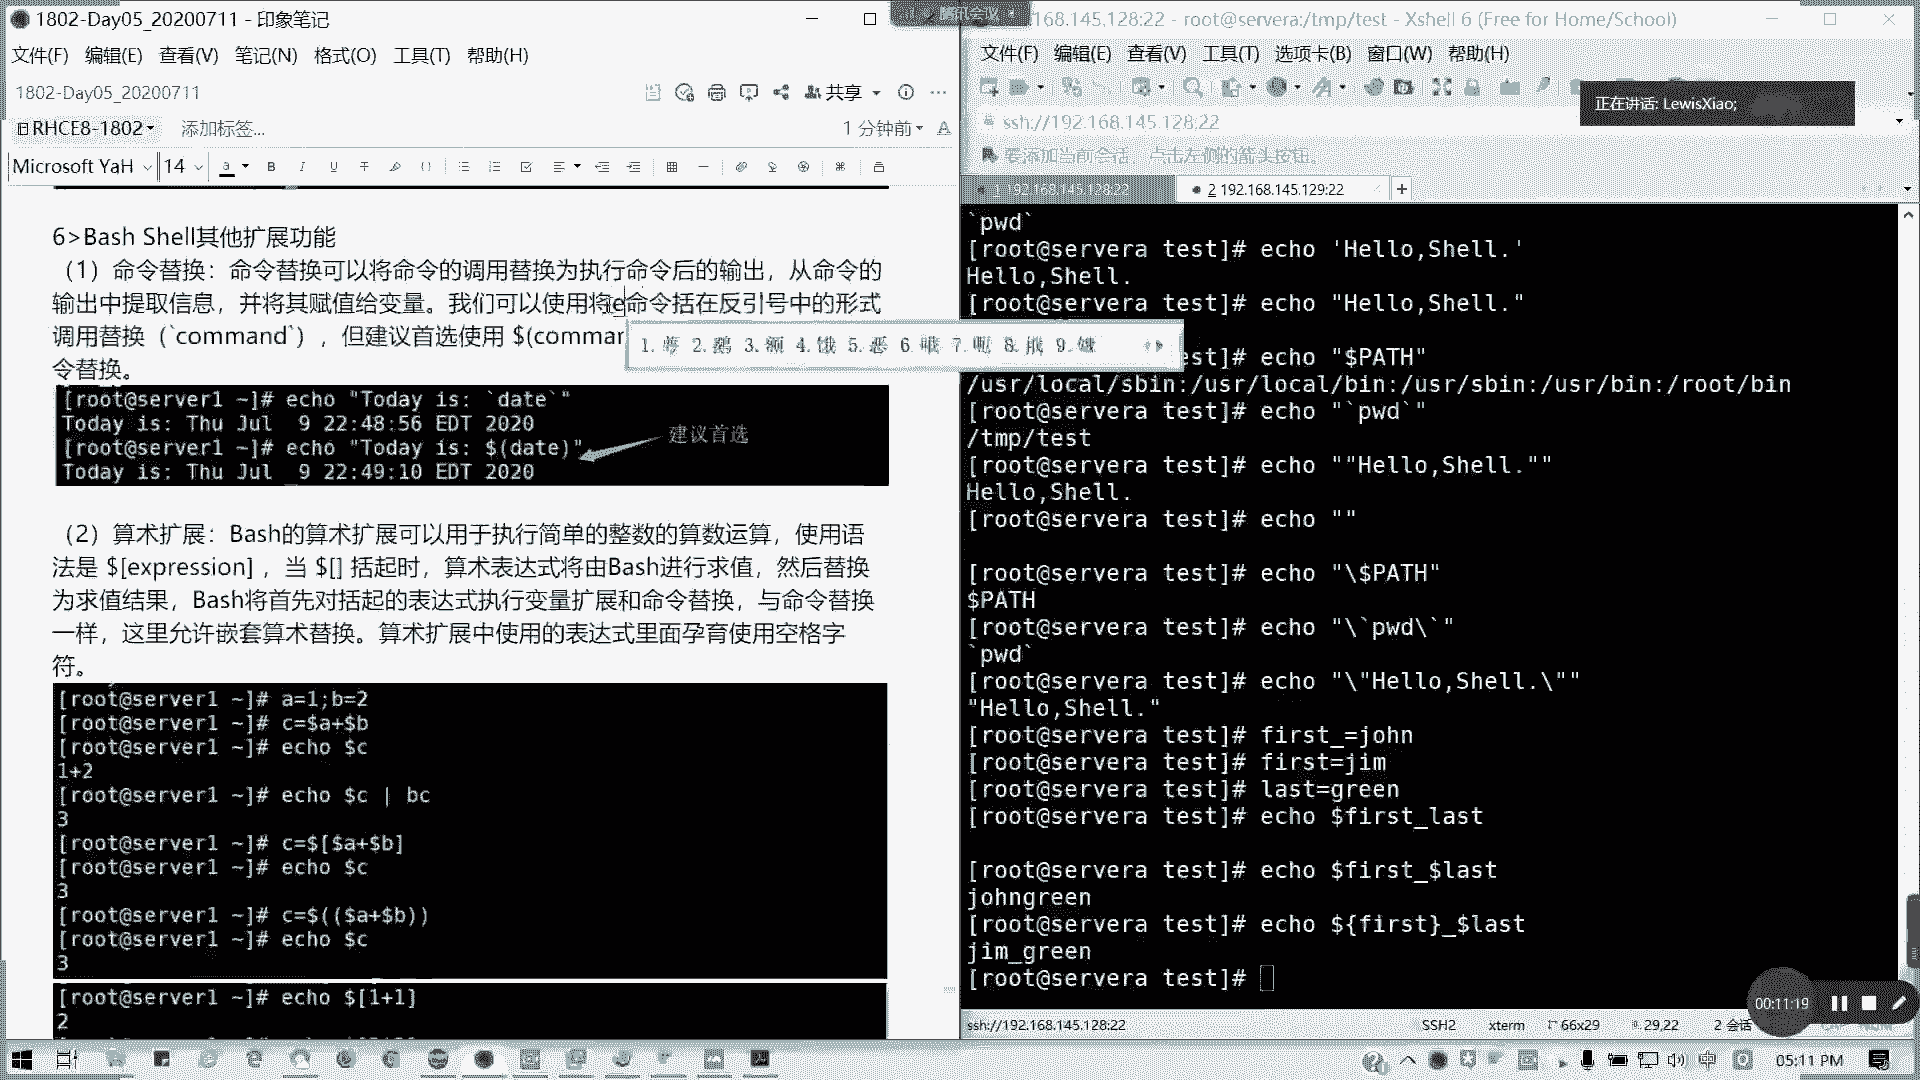 1802-Day05_20200711 - 印象笔记
文件(F) 编辑(E) 查看(V) 笔记(N) 格式(O) 工具(T) 帮助(H)
1802-Day05_20200711
共享
RHCE8-1802 添加标签...
1 分钟前
Microsoft YaH 14
6>Bash Shell其他扩展功能
（1）命令替换：命令替换可以将命令的调用替换为执行命令后的输出，从命令的
输出中提取信息，并将其赋值给变量。我们可以使用将e命令括在反引号中的形式
调用替换（`command`），但建议首选使用 $(commar
令替换。
[root@server1 ~]# echo "Today is: `date`"
Today is: Thu Jul  9 22:48:56 EDT 2020
[root@server1 ~]# echo "Today is: $(date)"
建议首选
Today is: Thu Jul  9 22:49:10 EDT 2020
（2）算术扩展：Bash的算术扩展可以用于执行简单的整数的算数运算，使用语
法是 $[expression] ，当 $[] 括起时，算术表达式将由Bash进行求值，然后替换
为求值结果，Bash将首先对括起的表达式执行变量扩展和命令替换，与命令替换
一样，这里允许嵌套算术替换。算术扩展中使用的表达式里面孕育使用空格字
符。
[root@server1 ~]# a=1;b=2
[root@server1 ~]# c=$a+$b
[root@server1 ~]# echo $c
1+2
[root@server1 ~]# echo $c | bc
3
[root@server1 ~]# c=$[$a+$b]
[root@server1 ~]# echo $c
3
[root@server1 ~]# c=$(($a+$b))
[root@server1 ~]# echo $c
3
[root@server1 ~]# echo $[1+1]
2
腾讯会议
168.145.128:22 - root@servera:/tmp/test - Xshell 6 (Free for Home/School)
文件(F) 编辑(E) 查看(V) 工具(T) 选项卡(B) 窗口(W) 帮助(H)
正在讲话: LewisXiao;
ssh://192.168.145.128:22
要添加当前会话，点击左侧的箭头按钮。
1 192.168.145.128:22
2 192.168.145.129:22
`pwd`
[root@servera test]# echo 'Hello,Shell.'
Hello,Shell.
[root@servera test]# echo "Hello,Shell."
est]# echo "$PATH"
/usr/local/sbin:/usr/local/bin:/usr/sbin:/usr/bin:/root/bin
[root@servera test]# echo "`pwd`"
/tmp/test
[root@servera test]# echo ""Hello,Shell.""
Hello,Shell.
[root@servera test]# echo ""
[root@servera test]# echo "\$PATH"
$PATH
[root@servera test]# echo "\`pwd\`"
`pwd`
[root@servera test]# echo "\"Hello,Shell.\""
"Hello,Shell."
[root@servera test]# first_=john
[root@servera test]# first=jim
[root@servera test]# last=green
[root@servera test]# echo $first_last
[root@servera test]# echo $first_$last
johngreen
[root@servera test]# echo ${first}_$last
jim_green
[root@servera test]#
00:11:19
ssh://192.168.145.128:22 SSH2 xterm 66x29 29,22 2 会话
中 05:11 PM